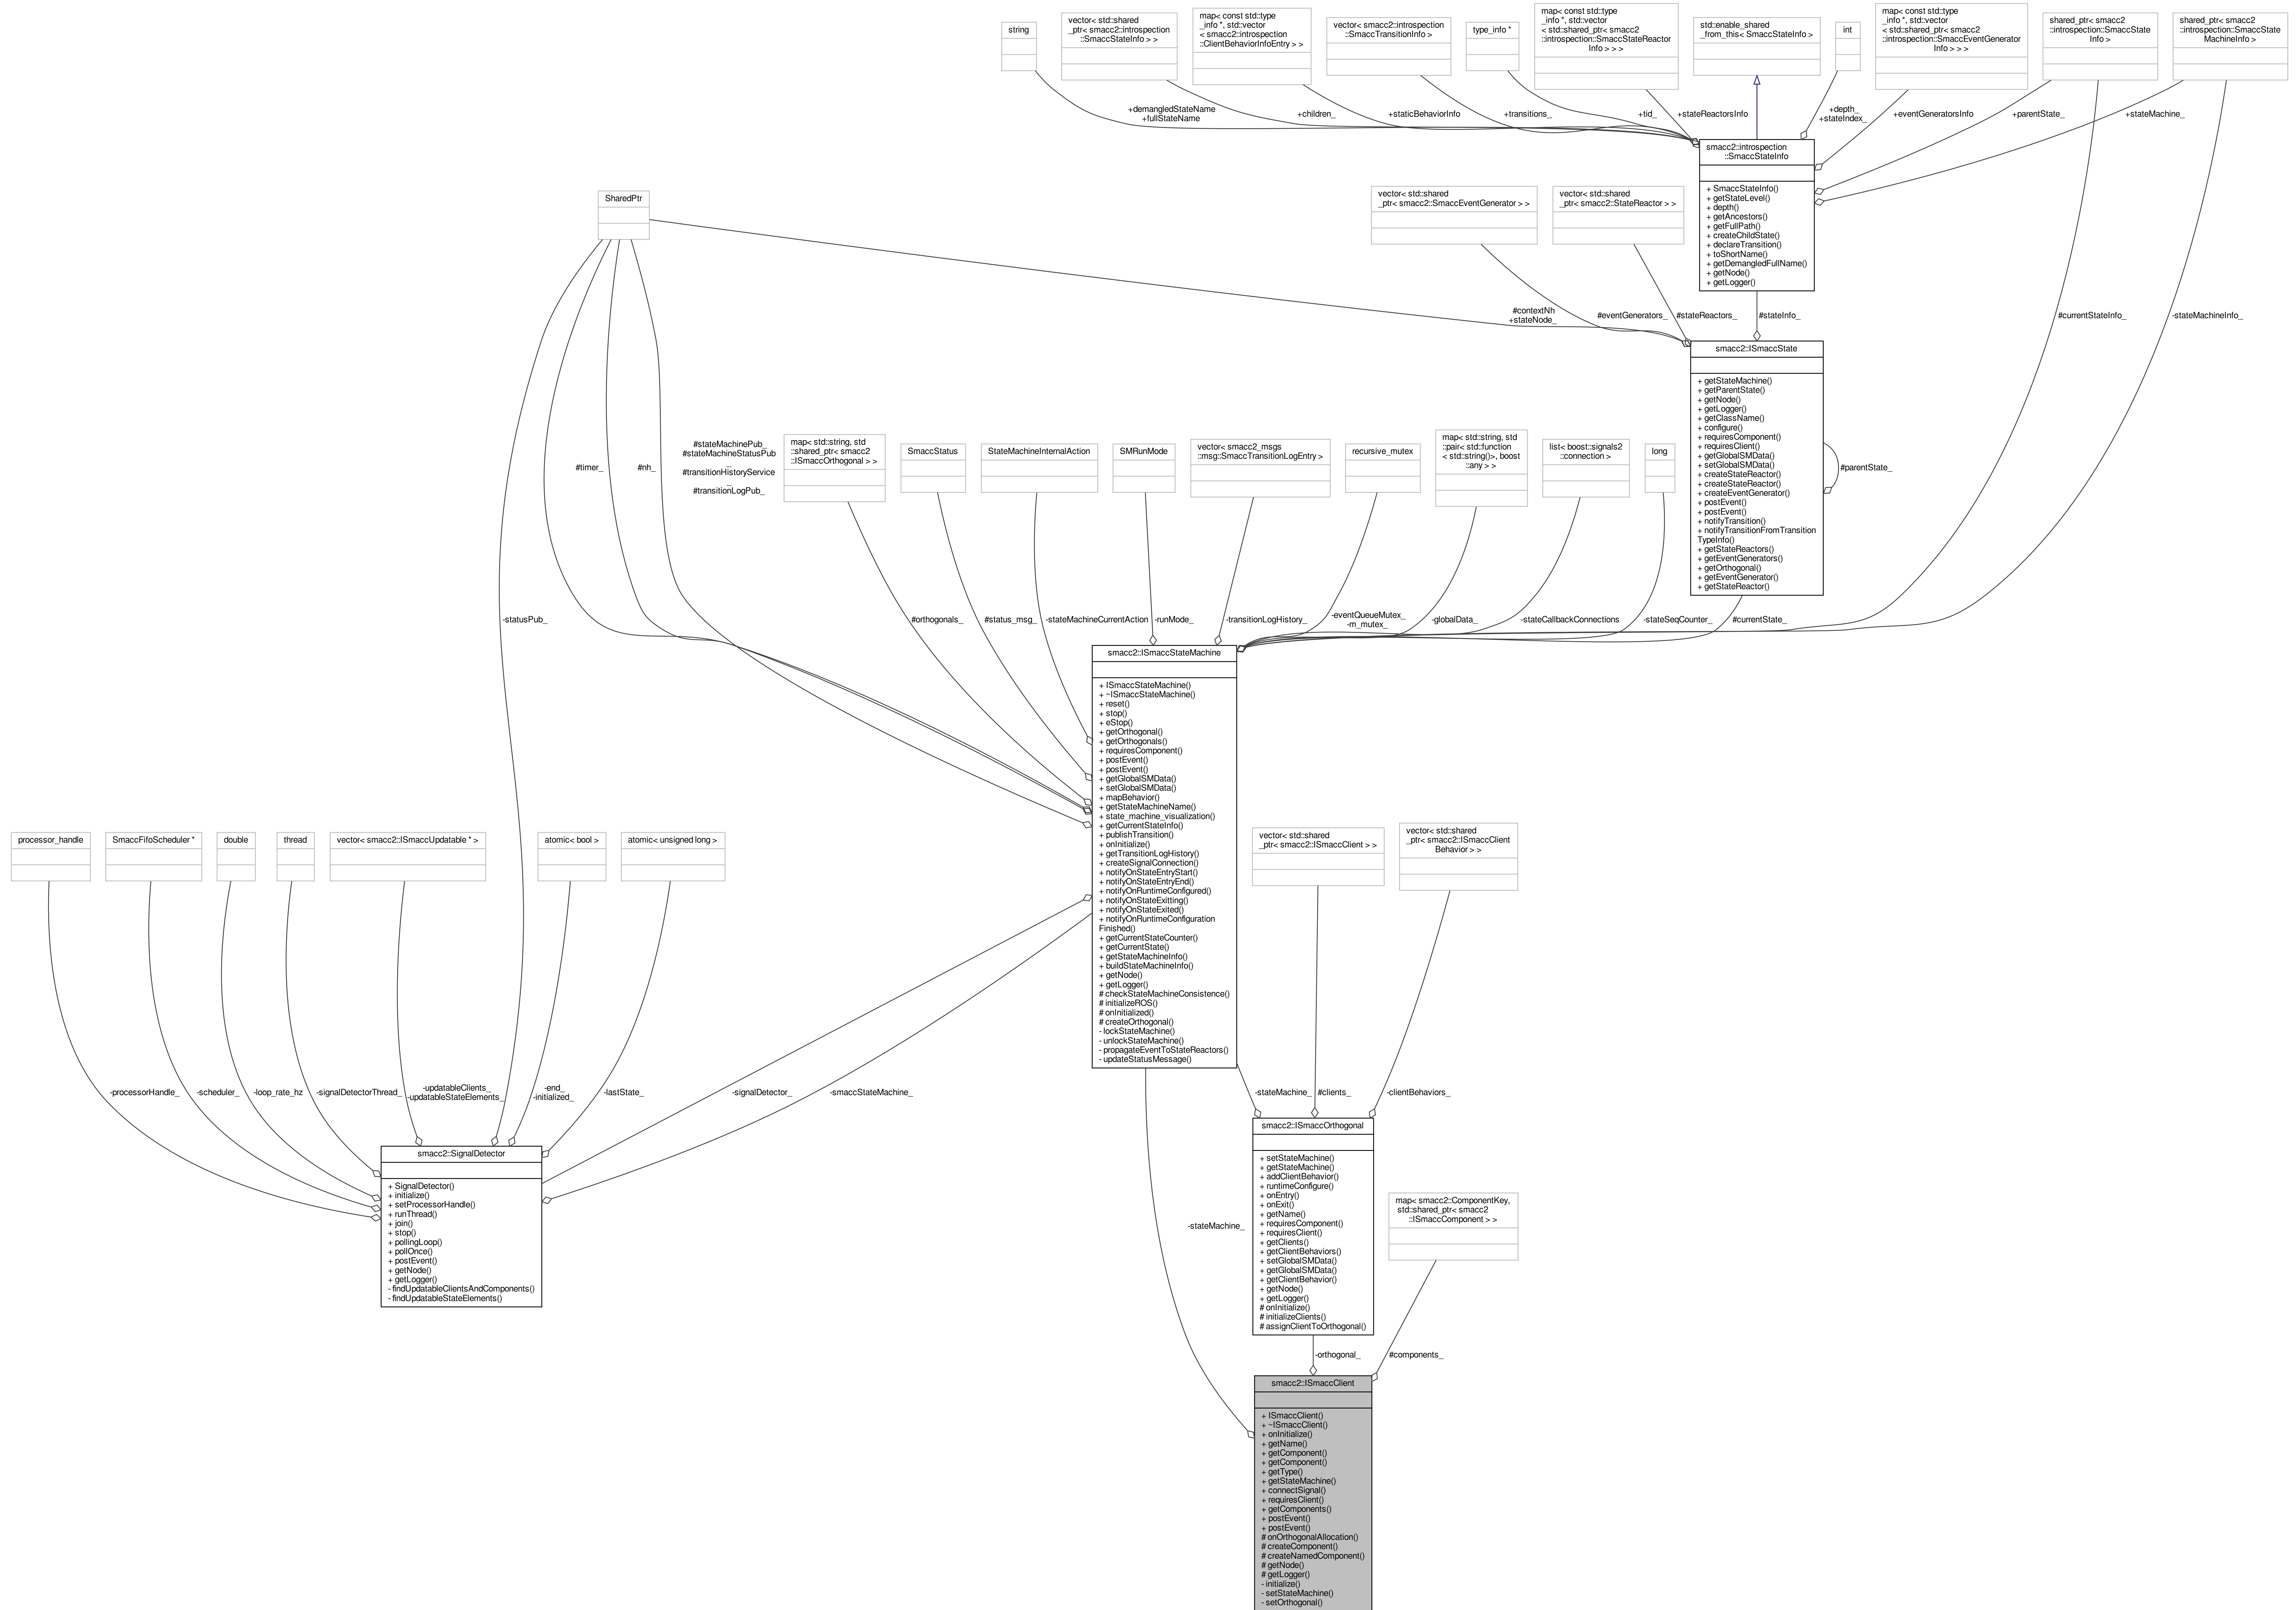 string
vector< std::shared
_ptr< smacc2::introspection
::SmaccStateInfo > >
map< const std::type
_info *, std::vector
< smacc2::introspection
::ClientBehaviorInfoEntry > >
vector< smacc2::introspection
::SmaccTransitionInfo >
type_info *
map< const std::type
_info *, std::vector
< std::shared_ptr< smacc2
::introspection::SmaccStateReactor
Info > > >
std::enable_shared
_from_this< SmaccStateInfo >
int
map< const std::type
_info *, std::vector
< std::shared_ptr< smacc2
::introspection::SmaccEventGenerator
Info > > >
shared_ptr< smacc2
::introspection::SmaccState
Info >
shared_ptr< smacc2
::introspection::SmaccState
MachineInfo >
+demangledStateName
+fullStateName
+children_
+staticBehaviorInfo
+transitions_
+tid_
+stateReactorsInfo
+depth_
+stateIndex_
+eventGeneratorsInfo
+parentState_
+stateMachine_
smacc2::introspection
::SmaccStateInfo
+ SmaccStateInfo()
+ getStateLevel()
+ depth()
+ getAncestors()
+ getFullPath()
+ createChildState()
+ declareTransition()
+ toShortName()
+ getDemangledFullName()
+ getNode()
+ getLogger()
SharedPtr
vector< std::shared
_ptr< smacc2::SmaccEventGenerator > >
vector< std::shared
_ptr< smacc2::StateReactor > >
#contextNh
+stateNode_
#eventGenerators_
#stateReactors_
#stateInfo_
#currentStateInfo_
-stateMachineInfo_
smacc2::ISmaccState
+ getStateMachine()
+ getParentState()
+ getNode()
+ getLogger()
+ getClassName()
+ configure()
+ requiresComponent()
+ requiresClient()
+ getGlobalSMData()
+ setGlobalSMData()
+ createStateReactor()
+ createStateReactor()
+ createEventGenerator()
+ postEvent()
+ postEvent()
+ notifyTransition()
+ notifyTransitionFromTransition
TypeInfo()
+ getStateReactors()
+ getEventGenerators()
+ getOrthogonal()
+ getEventGenerator()
+ getStateReactor()
#parentState_
#timer_
#nh_
#stateMachinePub_
#stateMachineStatusPub
_
#transitionHistoryService
_
#transitionLogPub_
map< std::string, std
::shared_ptr< smacc2
::ISmaccOrthogonal > >
SmaccStatus
StateMachineInternalAction
SMRunMode
vector< smacc2_msgs
::msg::SmaccTransitionLogEntry >
recursive_mutex
map< std::string, std
::pair< std::function
< std::string()>, boost
::any > >
list< boost::signals2
::connection >
long
-statusPub_
#orthogonals_
#status_msg_
-stateMachineCurrentAction
-runMode_
-transitionLogHistory_
-eventQueueMutex_
-m_mutex_
-globalData_
-stateCallbackConnections
-stateSeqCounter_
#currentState_
smacc2::ISmaccStateMachine
+ ISmaccStateMachine()
+ ~ISmaccStateMachine()
+ reset()
+ stop()
+ eStop()
+ getOrthogonal()
+ getOrthogonals()
+ requiresComponent()
+ postEvent()
+ postEvent()
+ getGlobalSMData()
+ setGlobalSMData()
+ mapBehavior()
+ getStateMachineName()
+ state_machine_visualization()
+ getCurrentStateInfo()
+ publishTransition()
+ onInitialize()
+ getTransitionLogHistory()
+ createSignalConnection()
+ notifyOnStateEntryStart()
+ notifyOnStateEntryEnd()
+ notifyOnRuntimeConfigured()
+ notifyOnStateExitting()
+ notifyOnStateExited()
+ notifyOnRuntimeConfiguration
Finished()
+ getCurrentStateCounter()
+ getCurrentState()
+ getStateMachineInfo()
+ buildStateMachineInfo()
+ getNode()
+ getLogger()
# checkStateMachineConsistence()
# initializeROS()
# onInitialized()
# createOrthogonal()
- lockStateMachine()
- unlockStateMachine()
- propagateEventToStateReactors()
- updateStatusMessage()
processor_handle
SmaccFifoScheduler *
double
thread
vector< smacc2::ISmaccUpdatable * >
atomic< bool >
atomic< unsigned long >
vector< std::shared
_ptr< smacc2::ISmaccClient > >
vector< std::shared
_ptr< smacc2::ISmaccClient
Behavior > >
-processorHandle_
-scheduler_
-loop_rate_hz
-signalDetectorThread_
-updatableClients_
-updatableStateElements_
-end_
-initialized_
-lastState_
-signalDetector_
-smaccStateMachine_
-stateMachine_
#clients_
-clientBehaviors_
smacc2::SignalDetector
+ SignalDetector()
+ initialize()
+ setProcessorHandle()
+ runThread()
+ join()
+ stop()
+ pollingLoop()
+ pollOnce()
+ postEvent()
+ getNode()
+ getLogger()
- findUpdatableClientsAndComponents()
- findUpdatableStateElements()
smacc2::ISmaccOrthogonal
+ setStateMachine()
+ getStateMachine()
+ addClientBehavior()
+ runtimeConfigure()
+ onEntry()
+ onExit()
+ getName()
+ requiresComponent()
+ requiresClient()
+ getClients()
+ getClientBehaviors()
+ setGlobalSMData()
+ getGlobalSMData()
+ getClientBehavior()
+ getNode()
+ getLogger()
# onInitialize()
# initializeClients()
# assignClientToOrthogonal()
map< smacc2::ComponentKey,
std::shared_ptr< smacc2
::ISmaccComponent > >
-stateMachine_
-orthogonal_
#components_
smacc2::ISmaccClient
+ ISmaccClient()
+ ~ISmaccClient()
+ onInitialize()
+ getName()
+ getComponent()
+ getComponent()
+ getType()
+ getStateMachine()
+ connectSignal()
+ requiresClient()
+ getComponents()
+ postEvent()
+ postEvent()
# onOrthogonalAllocation()
# createComponent()
# createNamedComponent()
# getNode()
# getLogger()
- initialize()
- setStateMachine()
- setOrthogonal()